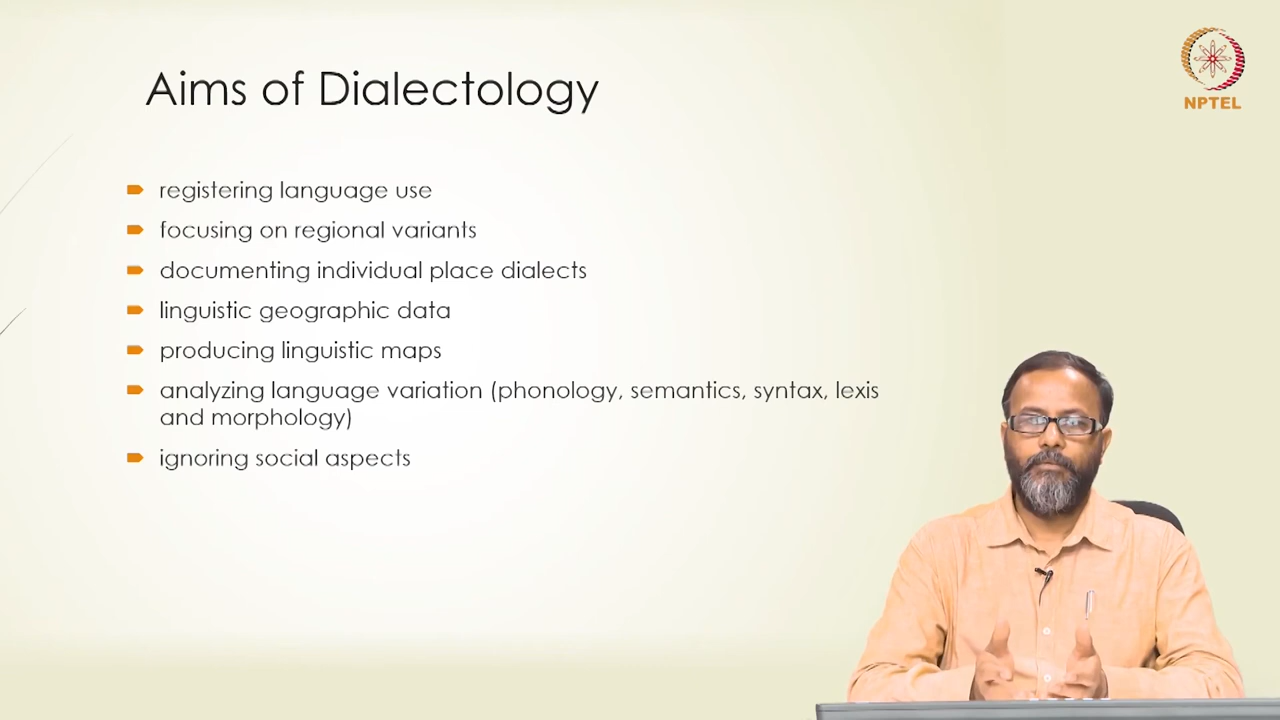 Aims of Dialectology
NPTEL
registering language use
focusing on regional variants
documenting individual place dialects
linguistic geographic data
producing linguistic maps
analyzing language variation (phonology, semantics, syntax, lexis
and morphology)
ignoring social aspects